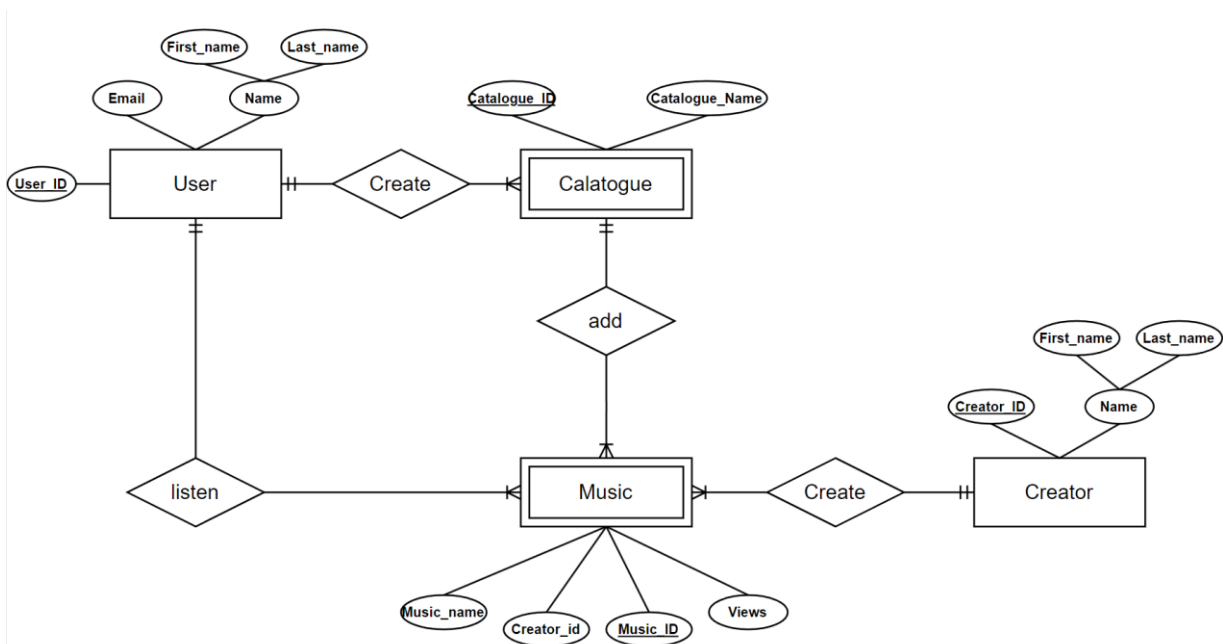 First_name
Last_name
Email
Name
Catalogue_ID
Catalogue_Name
User_ID
User
Create
Calatogue
add
First_name
Last_name
Creator_ID
Name
listen
Music
Create
Creator
Music_name
Creator_id
Music_ID
Views